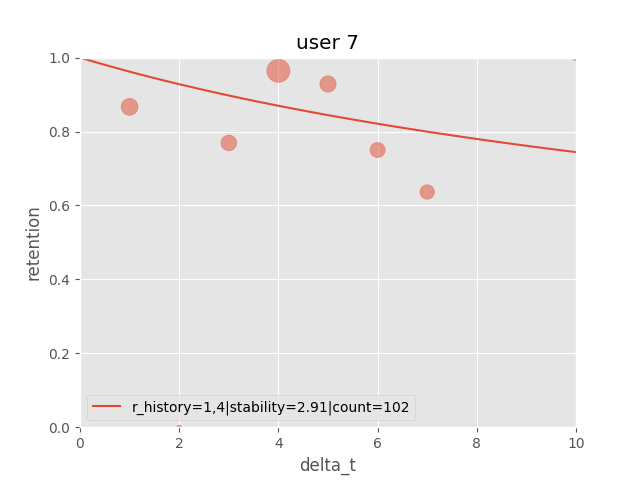 user 7
retention
1.0
0.8
0.6
0.4
0.2
0.0
r_history=1,4|stability=2.91|count=102
0 2 4 6 8 10
delta_t